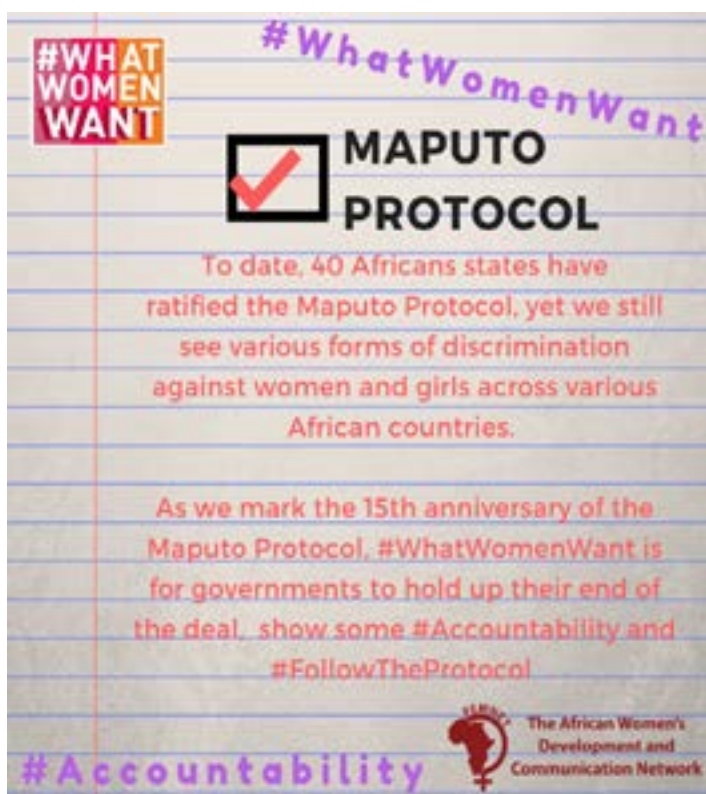 #WHAT
WOMEN
WANT
#WhatWomenWant
MAPUTO
PROTOCOL
To date, 40 Africans states have
ratified the Maputo Protocol, yet we still
see various forms of discrimination
against women and girls across various
African countries.
As we mark the 15th anniversary of the
Maputo Protocol, #WhatWomenWant is
for governments to hold up their end of
the deal, show some #Accountability and
#FollowTheProtocol
FEMNET
The African Women's
Development and
Communication Network
#Accountability